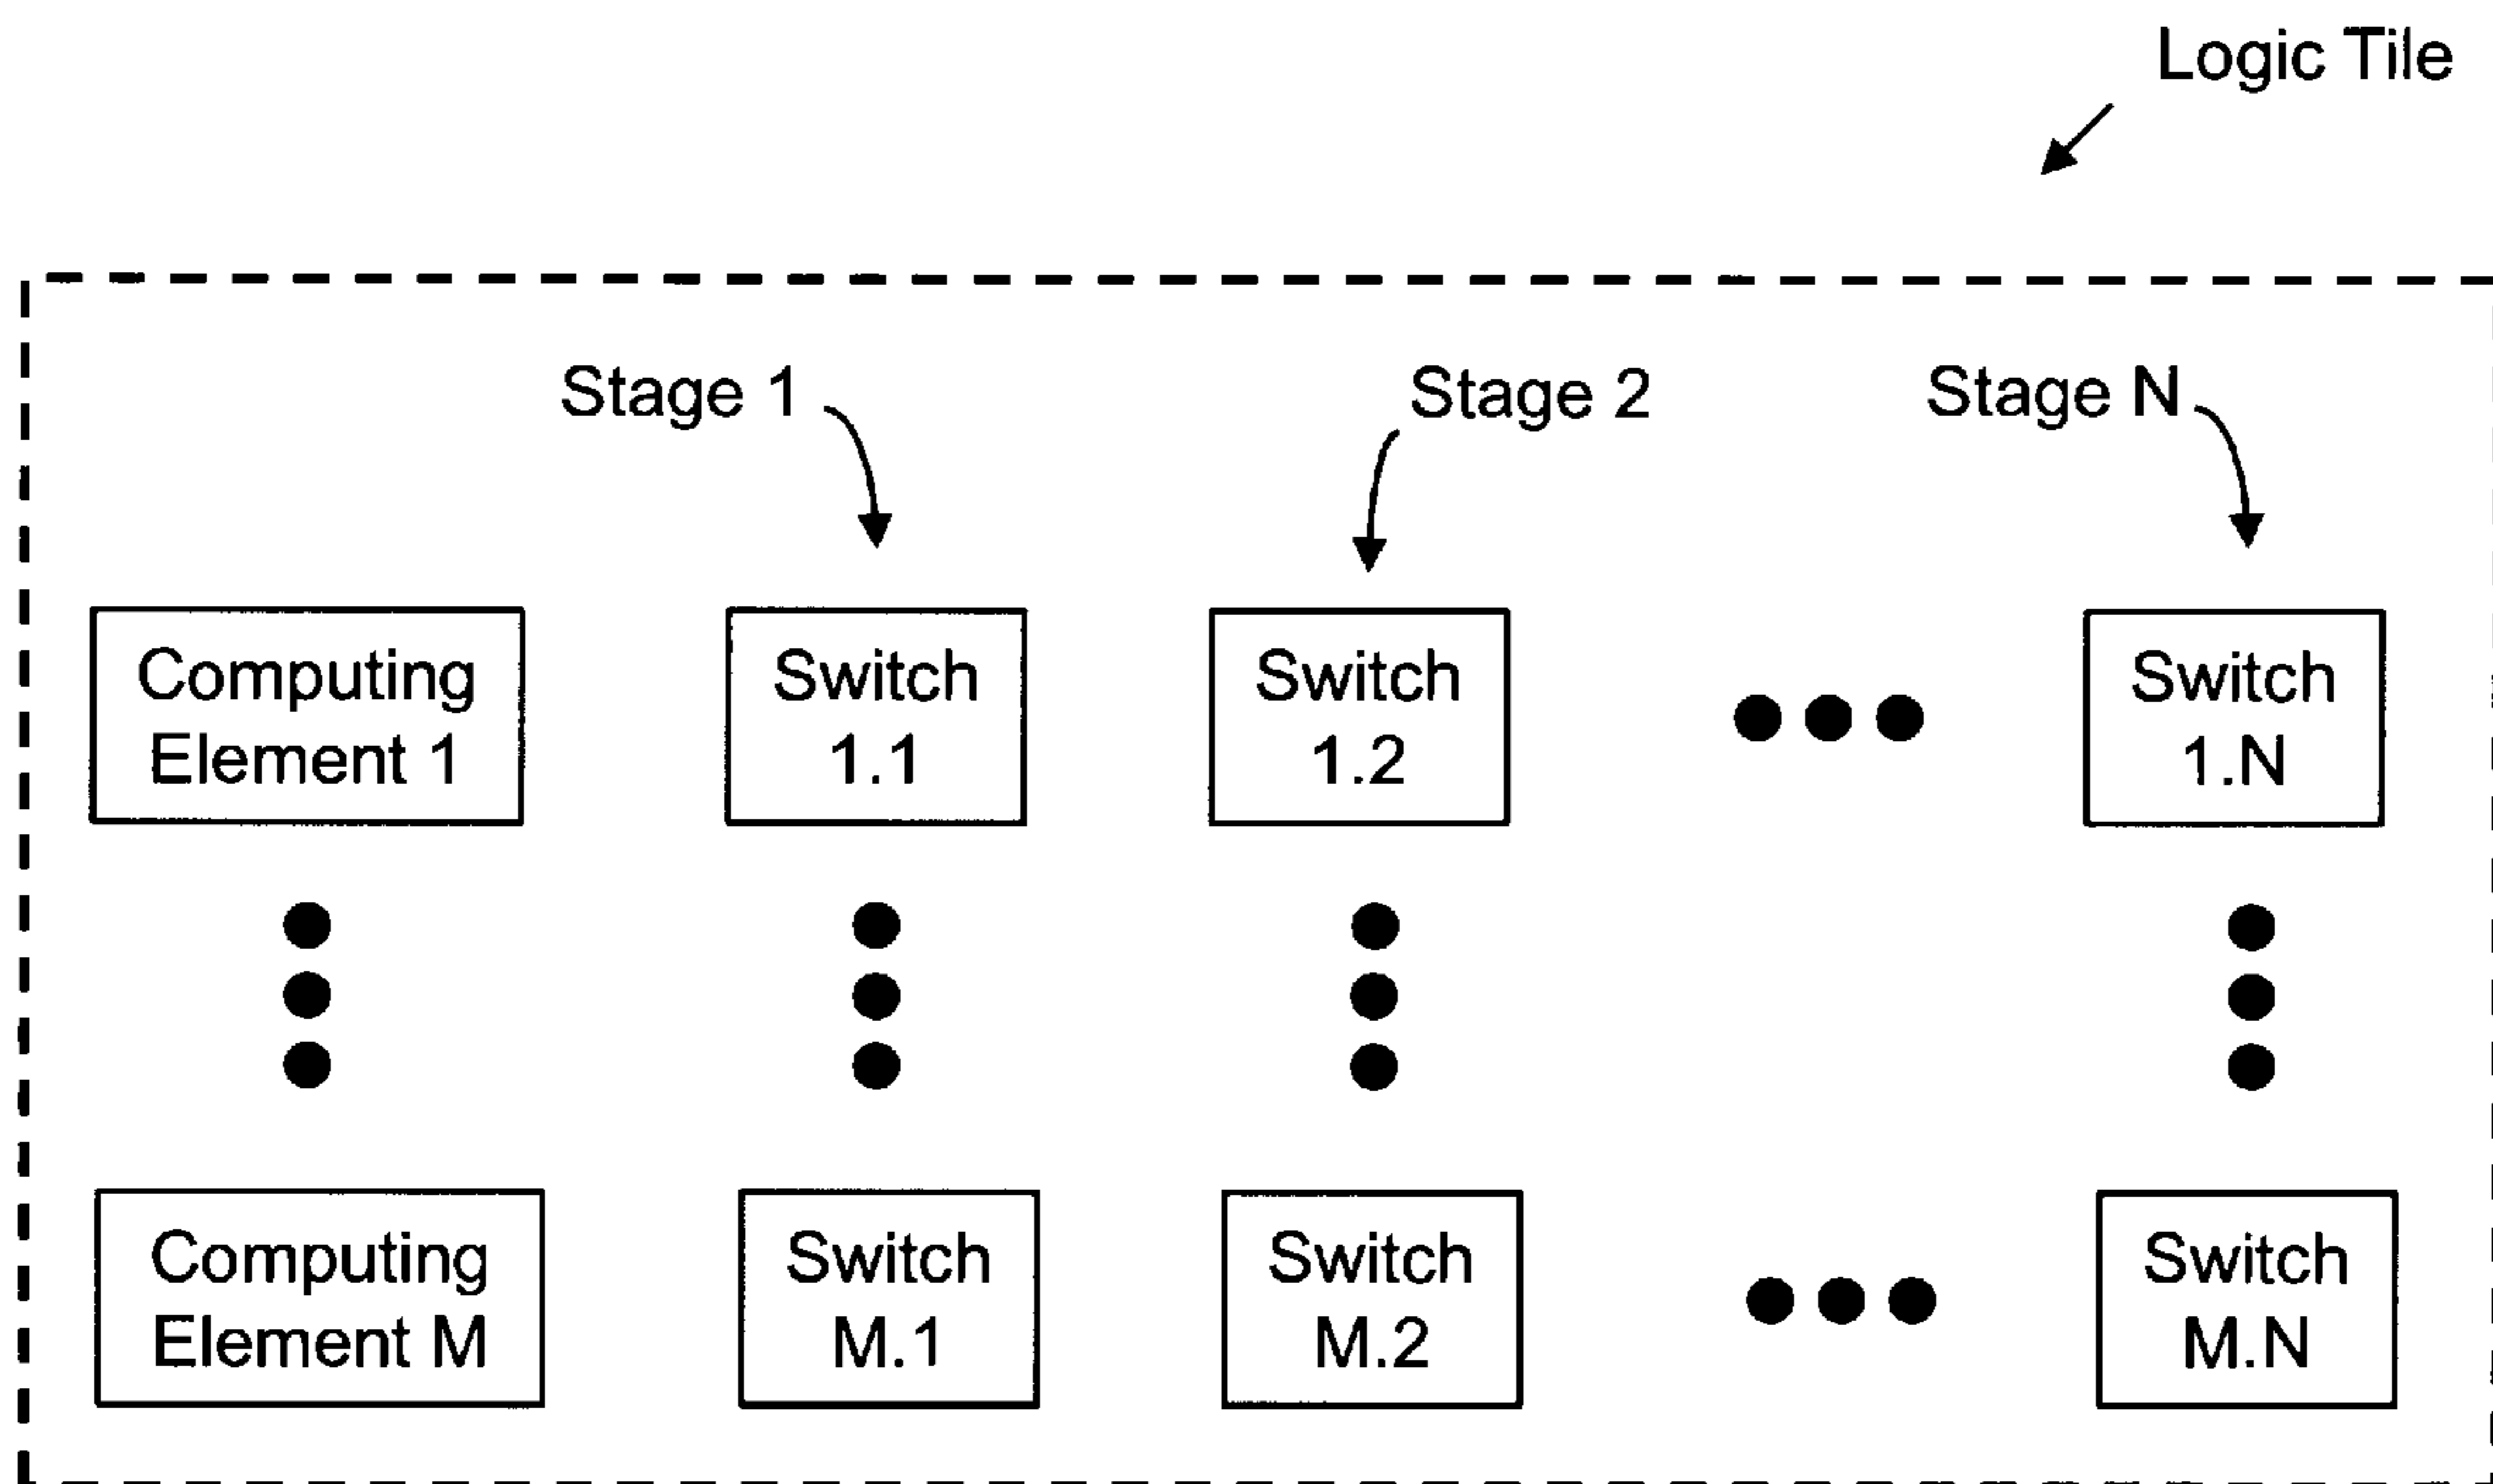 Logic Tile
Stage 1
Stage 2
Stage N
Computing
Element 1
Switch
1.1
Switch
1.2
Switch
1.N
Computing
Element M
Switch
M.1
Switch
M.2
Switch
M.N